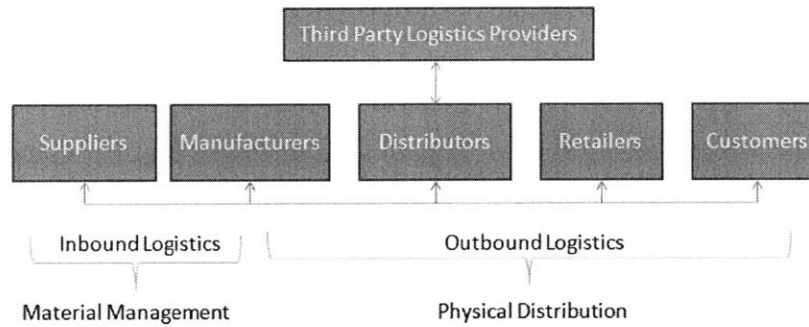 Third Party Logistics Providers
Suppliers Manufacturers Distributors Retailers Customers
Inbound Logistics Outbound Logistics
Material Management Physical Distribution